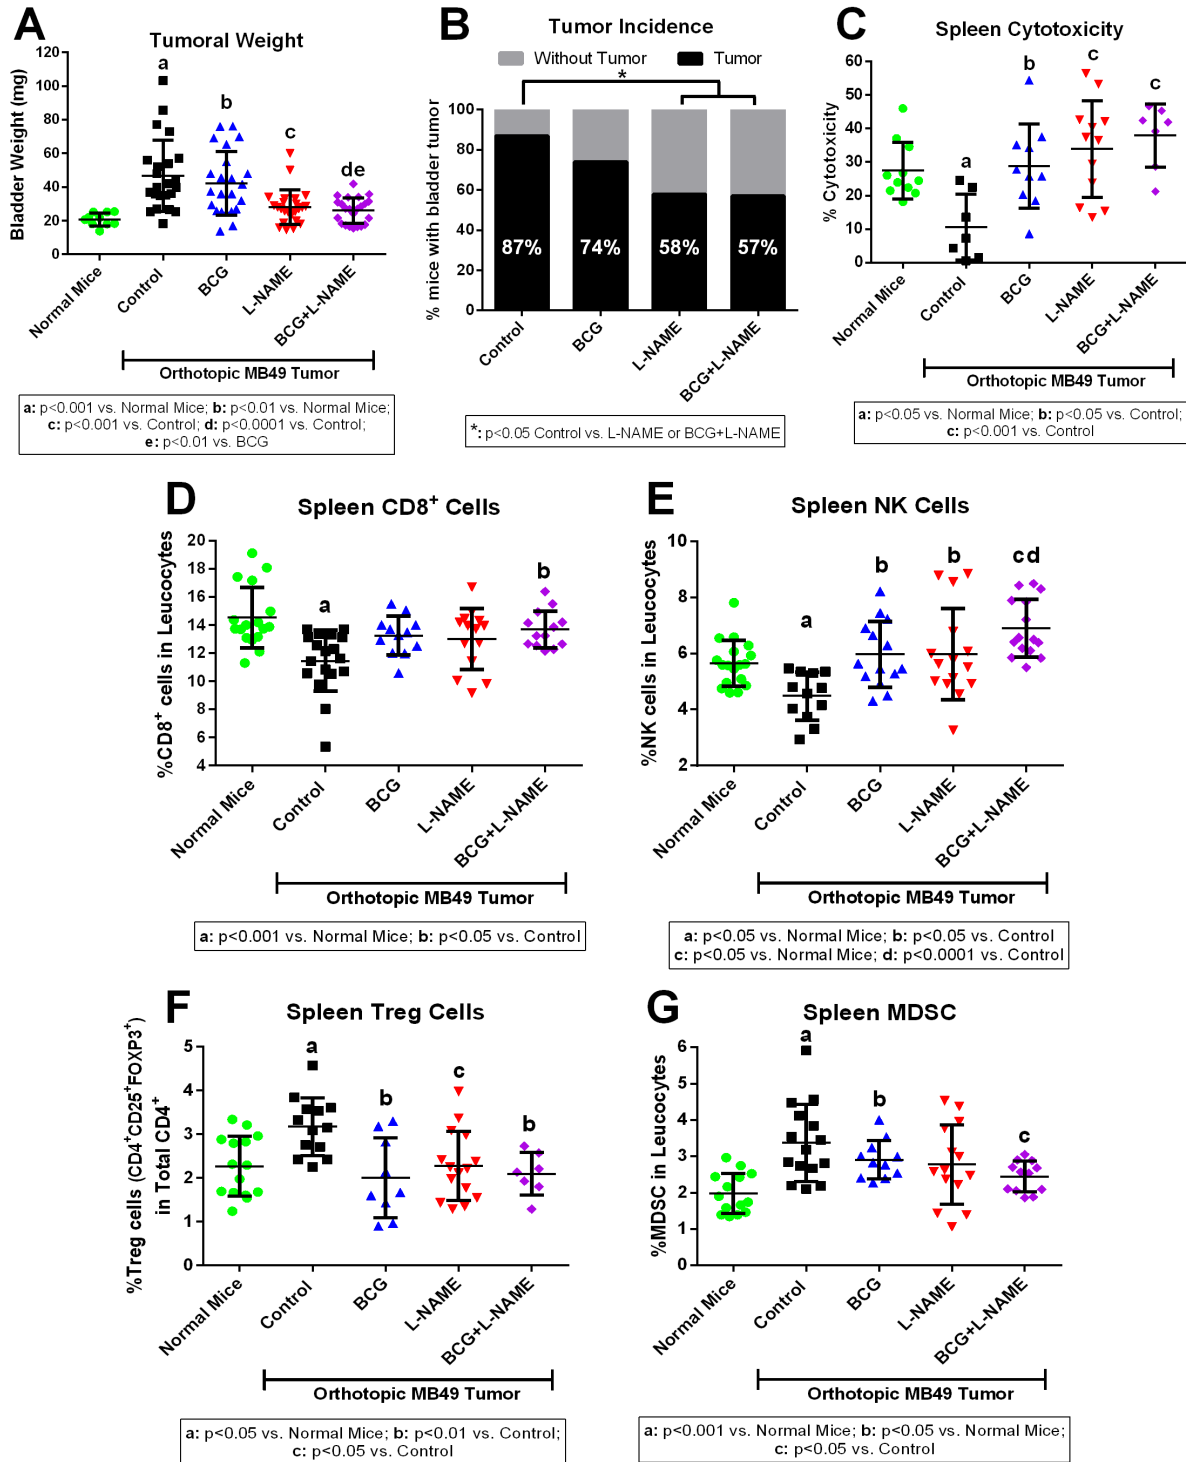 A
Tumoral Weight
Bladder Weight (mg)
120
100
80
60
40
20
0
a
b
c
de
Normal Mice
Control
BCG
L-NAME
BCG+L-NAME
Orthotopic MB49 Tumor
a: p<0.001 vs. Normal Mice; b: p<0.01 vs. Normal Mice;
c: p<0.001 vs. Control; d: p<0.0001 vs. Control;
e: p<0.01 vs. BCG
B
Tumor Incidence
Without Tumor
Tumor
*
% mice with bladder tumor
100
80
60
40
20
0
87%
74%
58%
57%
Control
BCG
L-NAME
BCG+L-NAME
*: p<0.05 Control vs. L-NAME or BCG+L-NAME
C
Spleen Cytotoxicity
% Cytotoxicity
60
50
40
30
20
10
0
a
b
c
c
Normal Mice
Control
BCG
L-NAME
BCG+L-NAME
Orthotopic MB49 Tumor
a: p<0.05 vs. Normal Mice; b: p<0.05 vs. Control;
c: p<0.001 vs. Control
D
Spleen CD8+ Cells
%CD8+ cells in Leucocytes
20
18
16
14
12
10
8
6
4
a
b
Normal Mice
Control
BCG
L-NAME
BCG+L-NAME
Orthotopic MB49 Tumor
a: p<0.001 vs. Normal Mice; b: p<0.05 vs. Control
E
Spleen NK Cells
%NK cells in Leucocytes
10
8
6
4
2
a
b
b
cd
Normal Mice
Control
BCG
L-NAME
BCG+L-NAME
Orthotopic MB49 Tumor
a: p<0.05 vs. Normal Mice; b: p<0.05 vs. Control
c: p<0.05 vs. Normal Mice; d: p<0.0001 vs. Control
F
Spleen Treg Cells
%Treg cells (CD4+CD25+FOXP3+)
in Total CD4+
5
4
3
2
1
0
a
b
c
b
Normal Mice
Control
BCG
L-NAME
BCG+L-NAME
Orthotopic MB49 Tumor
a: p<0.05 vs. Normal Mice; b: p<0.01 vs. Control;
c: p<0.05 vs. Control
G
Spleen MDSC
%MDSC in Leucocytes
6
5
4
3
2
1
0
a
b
c
Normal Mice
Control
BCG
L-NAME
BCG+L-NAME
Orthotopic MB49 Tumor
a: p<0.001 vs. Normal Mice; b: p<0.05 vs. Normal Mice;
c: p<0.05 vs. Control